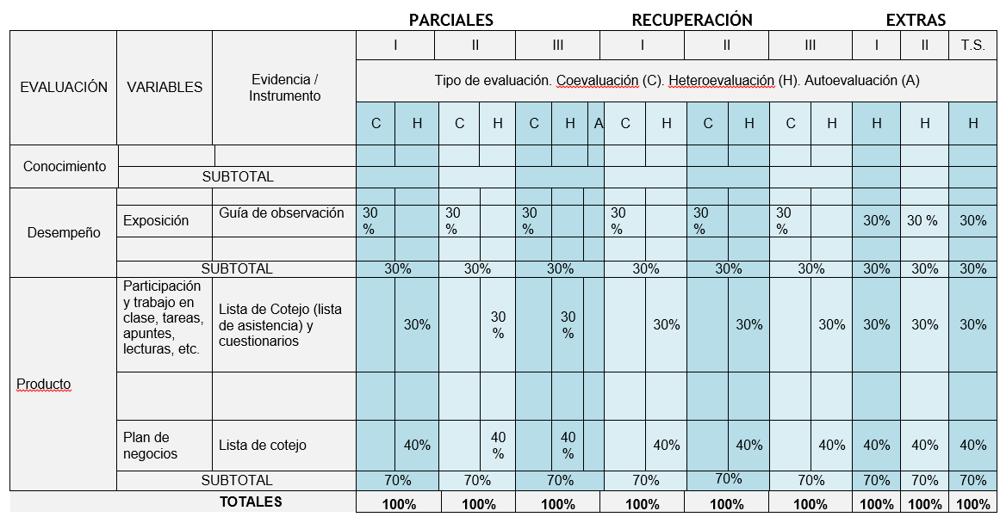 PARCIALES RECUPERACIÓN EXTRAS
EVALUACIÓN VARIABLES Evidencia / Instrumento I II III I II III I II T.S.
Tipo de evaluación. Coevaluación (C). Heteroevaluación (H). Autoevaluación (A)
C H C H C H A C H C H C H H H H
Conocimiento
SUBTOTAL
Desempeño
Exposición Guía de observación 30 % 30 % 30 % 30 % 30 % 30 % 30% 30 % 30%
SUBTOTAL 30% 30% 30% 30% 30% 30% 30% 30% 30%
Producto
Participación
y trabajo en
clase, tareas,
apuntes,
lecturas, etc.
Lista de Cotejo (lista
de asistencia) y
cuestionarios
30% 30 % 30 % 30% 30% 30% 30% 30% 30%
Plan de
negocios
Lista de cotejo 40% 40 % 40 % 40% 40% 40% 40% 40% 40%
SUBTOTAL 70% 70% 70% 70% 70% 70% 70% 70% 70%
TOTALES 100% 100% 100% 100% 100% 100% 100% 100% 100%